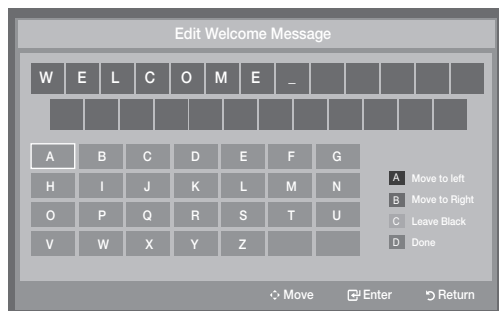 Edit Welcome Message
W E L C O M E _
A B C D E F G
H I J K L M N
O P Q R S T U
V W X Y Z
A Move to left
B Move to Right
C Leave Black
D Done
Move Enter Return